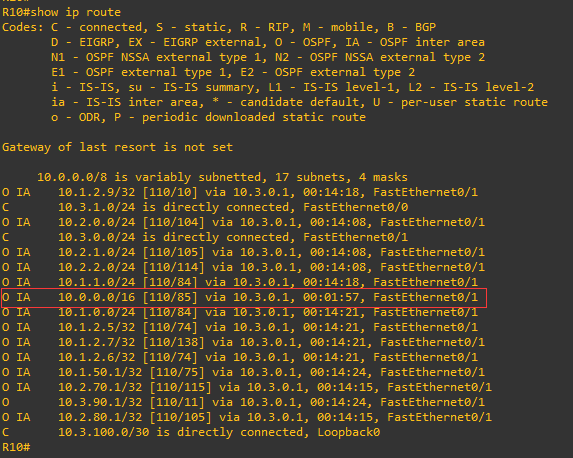 R10#show ip route
Codes: C - connected, S - static, R - RIP, M - mobile, B - BGP
       D - EIGRP, EX - EIGRP external, O - OSPF, IA - OSPF inter area
       N1 - OSPF NSSA external type 1, N2 - OSPF NSSA external type 2
       E1 - OSPF external type 1, E2 - OSPF external type 2
       i - IS-IS, su - IS-IS summary, L1 - IS-IS level-1, L2 - IS-IS level-2
       ia - IS-IS inter area, * - candidate default, U - per-user static route
       o - ODR, P - periodic downloaded static route
Gateway of last resort is not set
     10.0.0.0/8 is variably subnetted, 17 subnets, 4 masks
O IA    10.1.2.9/32 [110/10] via 10.3.0.1, 00:14:18, FastEthernet0/1
C       10.3.1.0/24 is directly connected, FastEthernet0/0
O IA    10.2.0.0/24 [110/104] via 10.3.0.1, 00:14:08, FastEthernet0/1
C       10.3.0.0/24 is directly connected, FastEthernet0/1
O IA    10.2.1.0/24 [110/105] via 10.3.0.1, 00:14:08, FastEthernet0/1
O IA    10.2.2.0/24 [110/114] via 10.3.0.1, 00:14:08, FastEthernet0/1
O IA    10.1.1.0/24 [110/84] via 10.3.0.1, 00:14:18, FastEthernet0/1
O IA    10.0.0.0/16 [110/85] via 10.3.0.1, 00:01:57, FastEthernet0/1
O IA    10.1.0.0/24 [110/84] via 10.3.0.1, 00:14:21, FastEthernet0/1
O IA    10.1.2.5/32 [110/74] via 10.3.0.1, 00:14:21, FastEthernet0/1
O IA    10.1.2.7/32 [110/138] via 10.3.0.1, 00:14:21, FastEthernet0/1
O IA    10.1.2.6/32 [110/74] via 10.3.0.1, 00:14:21, FastEthernet0/1
O IA    10.1.50.1/32 [110/75] via 10.3.0.1, 00:14:24, FastEthernet0/1
O IA    10.2.70.1/32 [110/115] via 10.3.0.1, 00:14:15, FastEthernet0/1
O       10.3.90.1/32 [110/11] via 10.3.0.1, 00:14:24, FastEthernet0/1
O IA    10.2.80.1/32 [110/105] via 10.3.0.1, 00:14:15, FastEthernet0/1
C       10.3.100.0/30 is directly connected, Loopback0
R10#